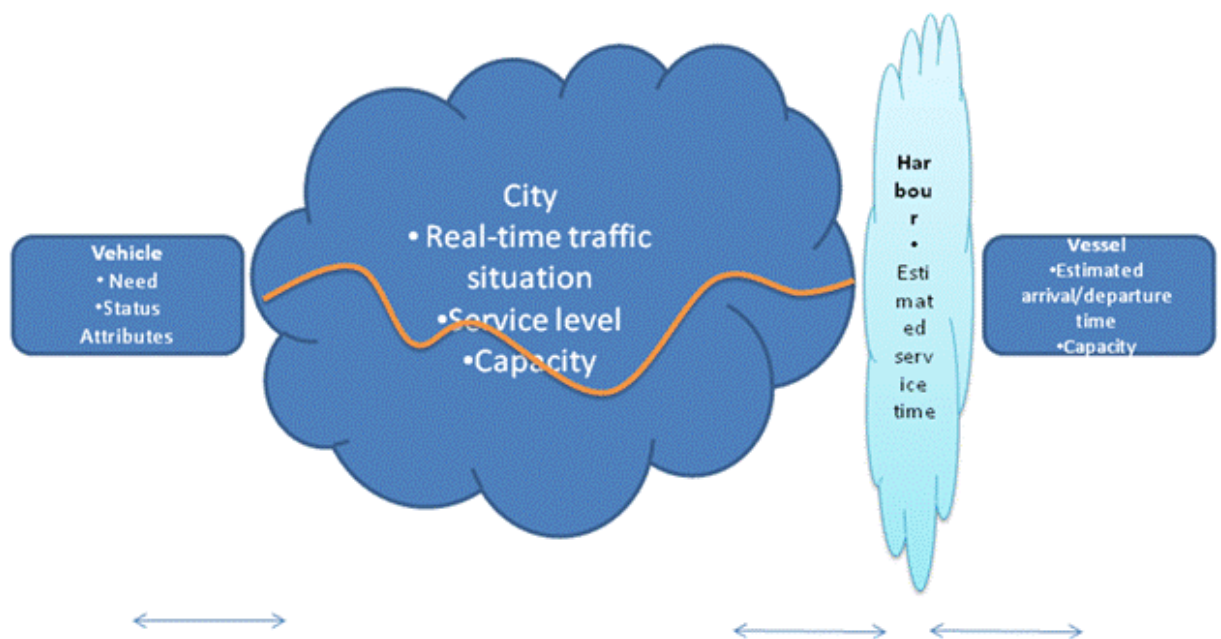 Vehicle
• Need
•Status
Attributes
City
• Real-time traffic
situation
•Service level
•Capacity
Har
bou
r
•
Esti
mat
ed
serv
ice
time
Vessel
•Estimated
arrival/departure
time
•Capacity